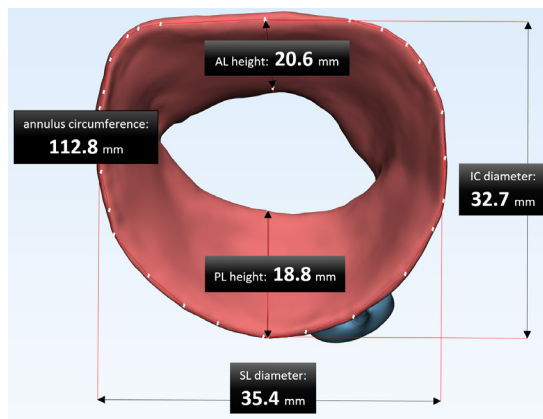 AL height: 20.6 mm
annulus circumference:
112.8 mm
IC diameter:
32.7 mm
PL height: 18.8 mm
SL diameter:
35.4 mm